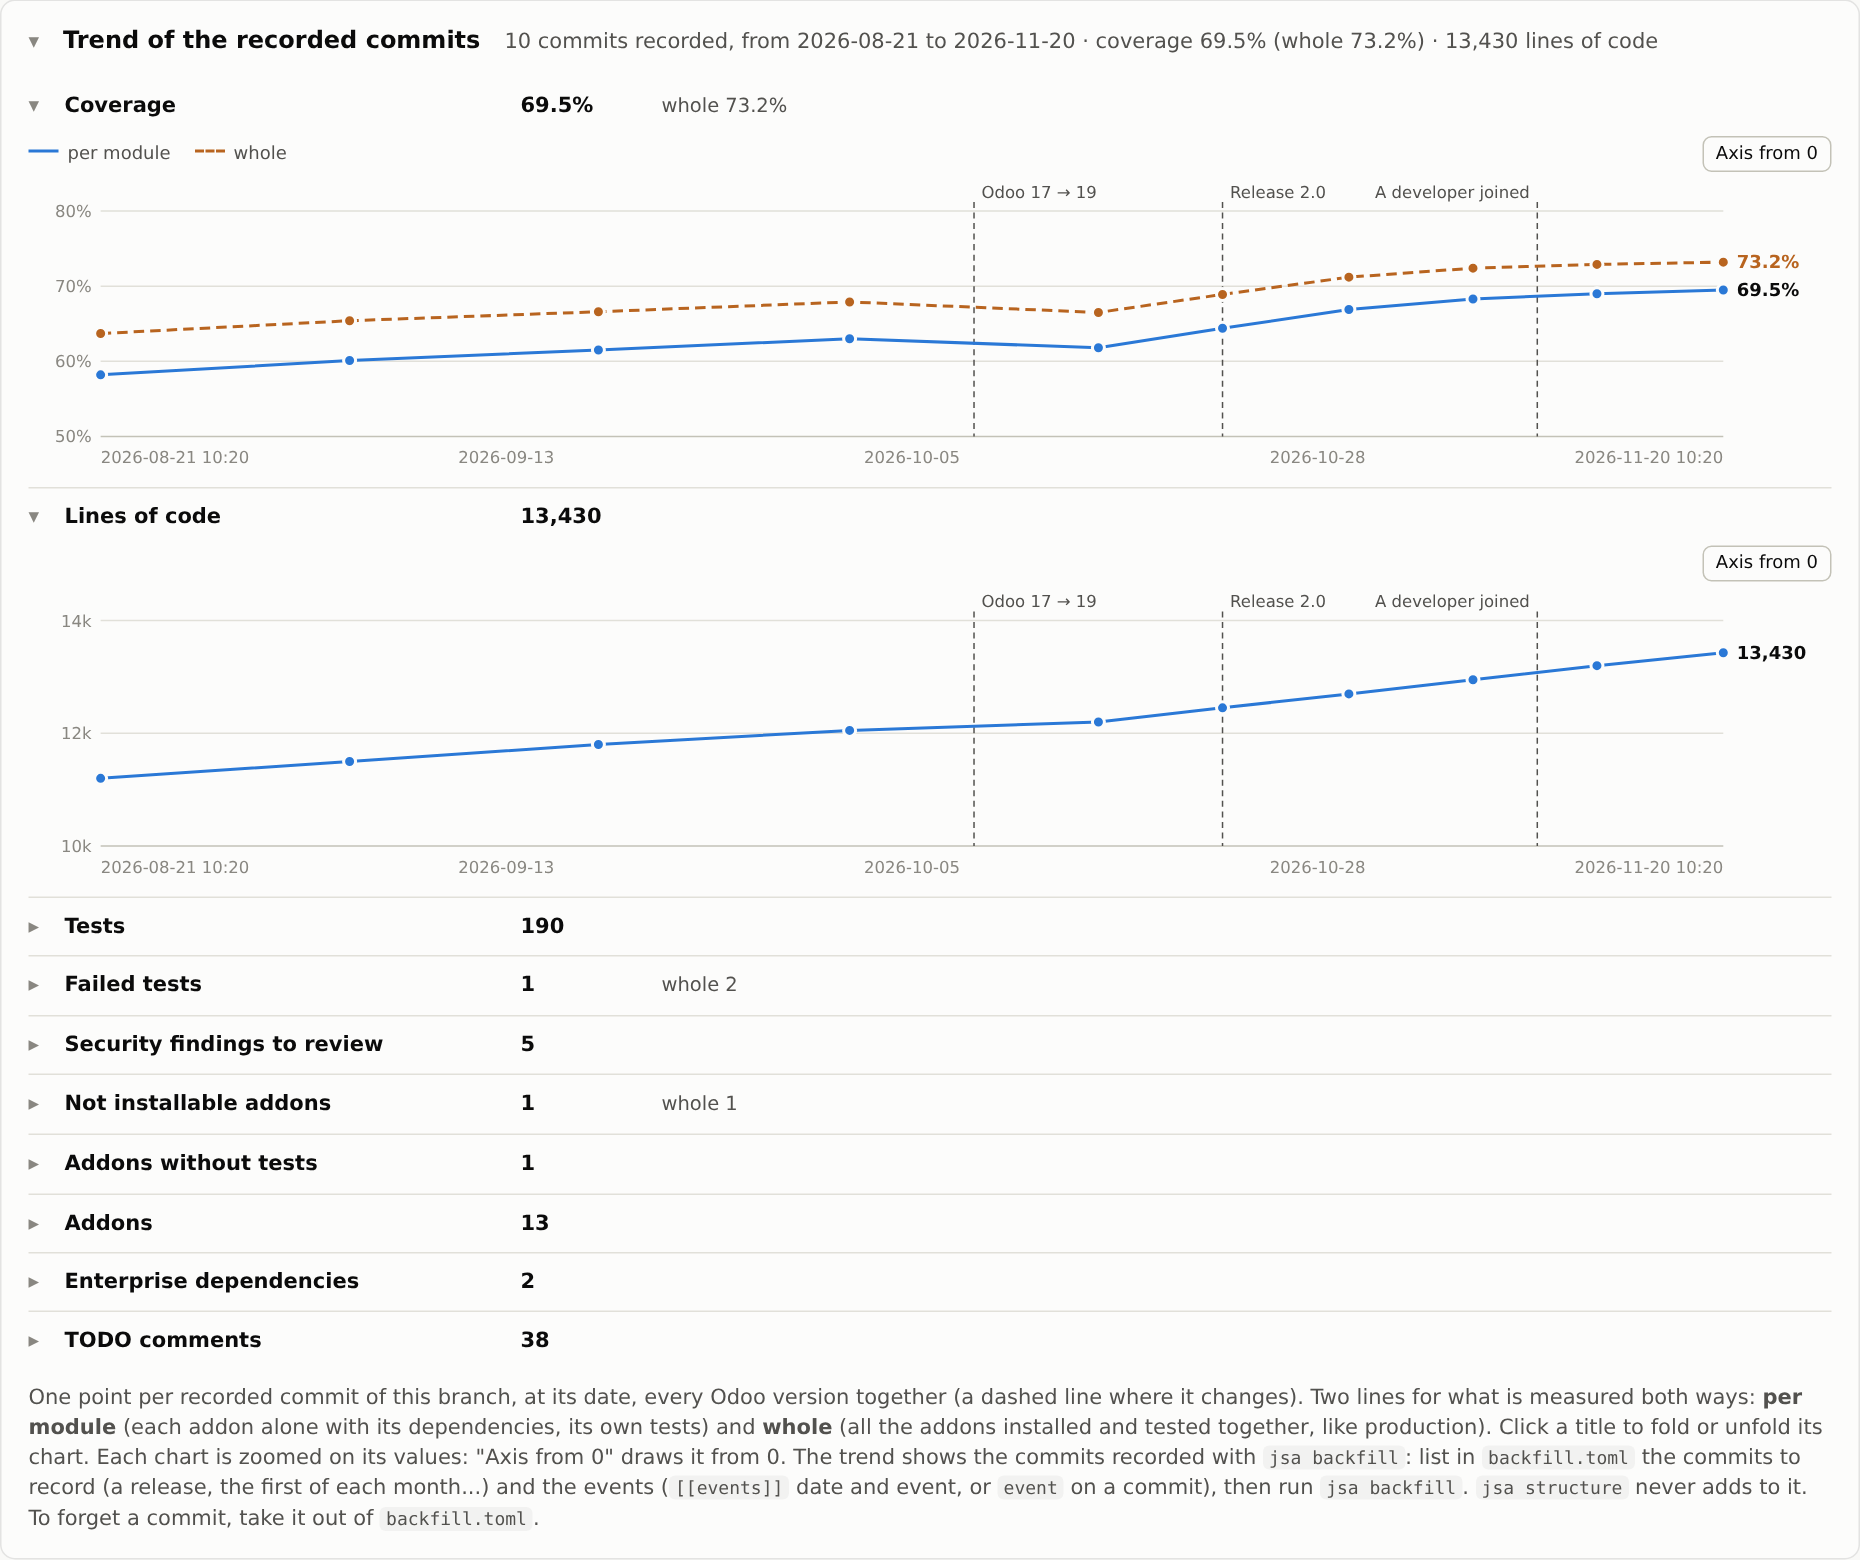 ▼ Trend of the recorded commits 10 commits recorded, from 2026-08-21 to 2026-11-20 · coverage 69.5% (whole 73.2%) · 13,430 lines of code
▼ Coverage 69.5% whole 73.2%
per module whole Axis from 0
Odoo 17 → 19 Release 2.0 A developer joined
80%
73.2%
70%
69.5%
60%
50%
2026-08-21 10:20 2026-09-13 2026-10-05 2026-10-28 2026-11-20 10:20
▼ Lines of code 13,430
Axis from 0
Odoo 17 → 19 Release 2.0 A developer joined
14k
13,430
12k
10k
2026-08-21 10:20 2026-09-13 2026-10-05 2026-10-28 2026-11-20 10:20
▶ Tests 190
▶ Failed tests 1 whole 2
▶ Security findings to review 5
▶ Not installable addons 1 whole 1
▶ Addons without tests 1
▶ Addons 13
▶ Enterprise dependencies 2
▶ TODO comments 38
One point per recorded commit of this branch, at its date, every Odoo version together (a dashed line where it changes). Two lines for what is measured both ways: per
module (each addon alone with its dependencies, its own tests) and whole (all the addons installed and tested together, like production). Click a title to fold or unfold its
chart. Each chart is zoomed on its values: "Axis from 0" draws it from 0. The trend shows the commits recorded with jsa backfill: list in backfill.toml the commits to
record (a release, the first of each month...) and the events ([[events]] date and event, or event on a commit), then run jsa backfill. jsa structure never adds to it.
To forget a commit, take it out of backfill.toml.